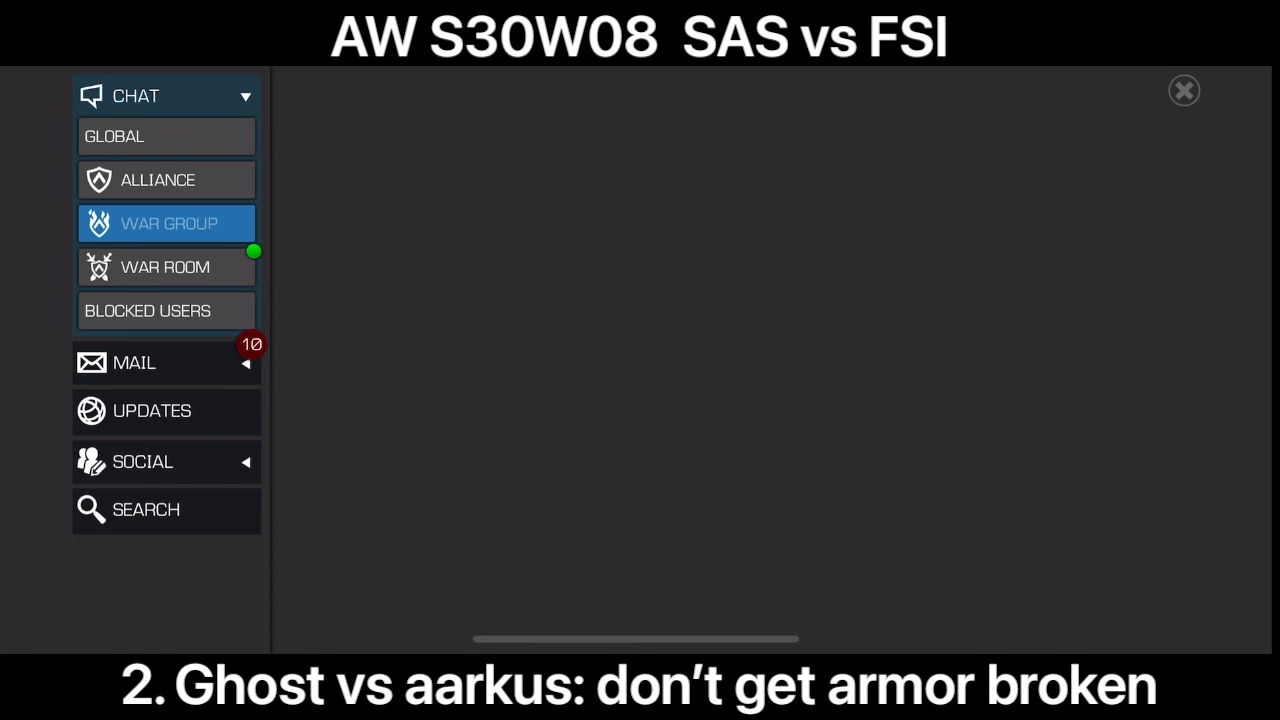 AW S30W08 SAS vs FSI
CHAT
GLOBAL
ALLIANCE
WAR GROUP
WAR ROOM
BLOCKED USERS
10
MAIL
UPDATES
SOCIAL
SEARCH
2. Ghost vs aarkus: don’t get armor broken